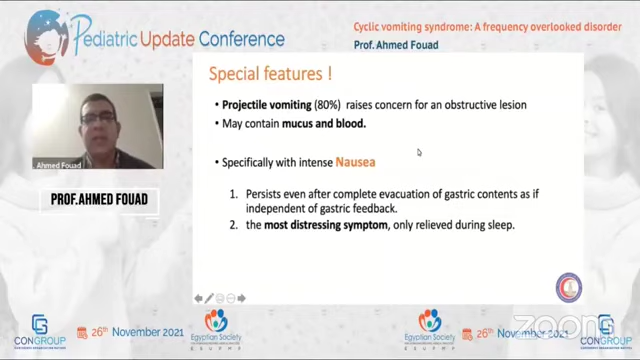 Pediatric Update Conference
Cyclic vomiting syndrome: A frequency overlooked disorder
Prof. Ahmed Fouad
Special features !
• Projectile vomiting (80%) raises concern for an obstructive lesion
• May contain mucus and blood.
• Specifically with intense Nausea
1. Persists even after complete evacuation of gastric contents as if
independent of gastric feedback.
2. the most distressing symptom, only relieved during sleep.
Ahmed Fouad
PROF.AHMED FOUAD
CONGROUP
26th November 2021
Egyptian Society
ESUPMP
Egyptian Society
26th November 2021
CONGROUP
zoom